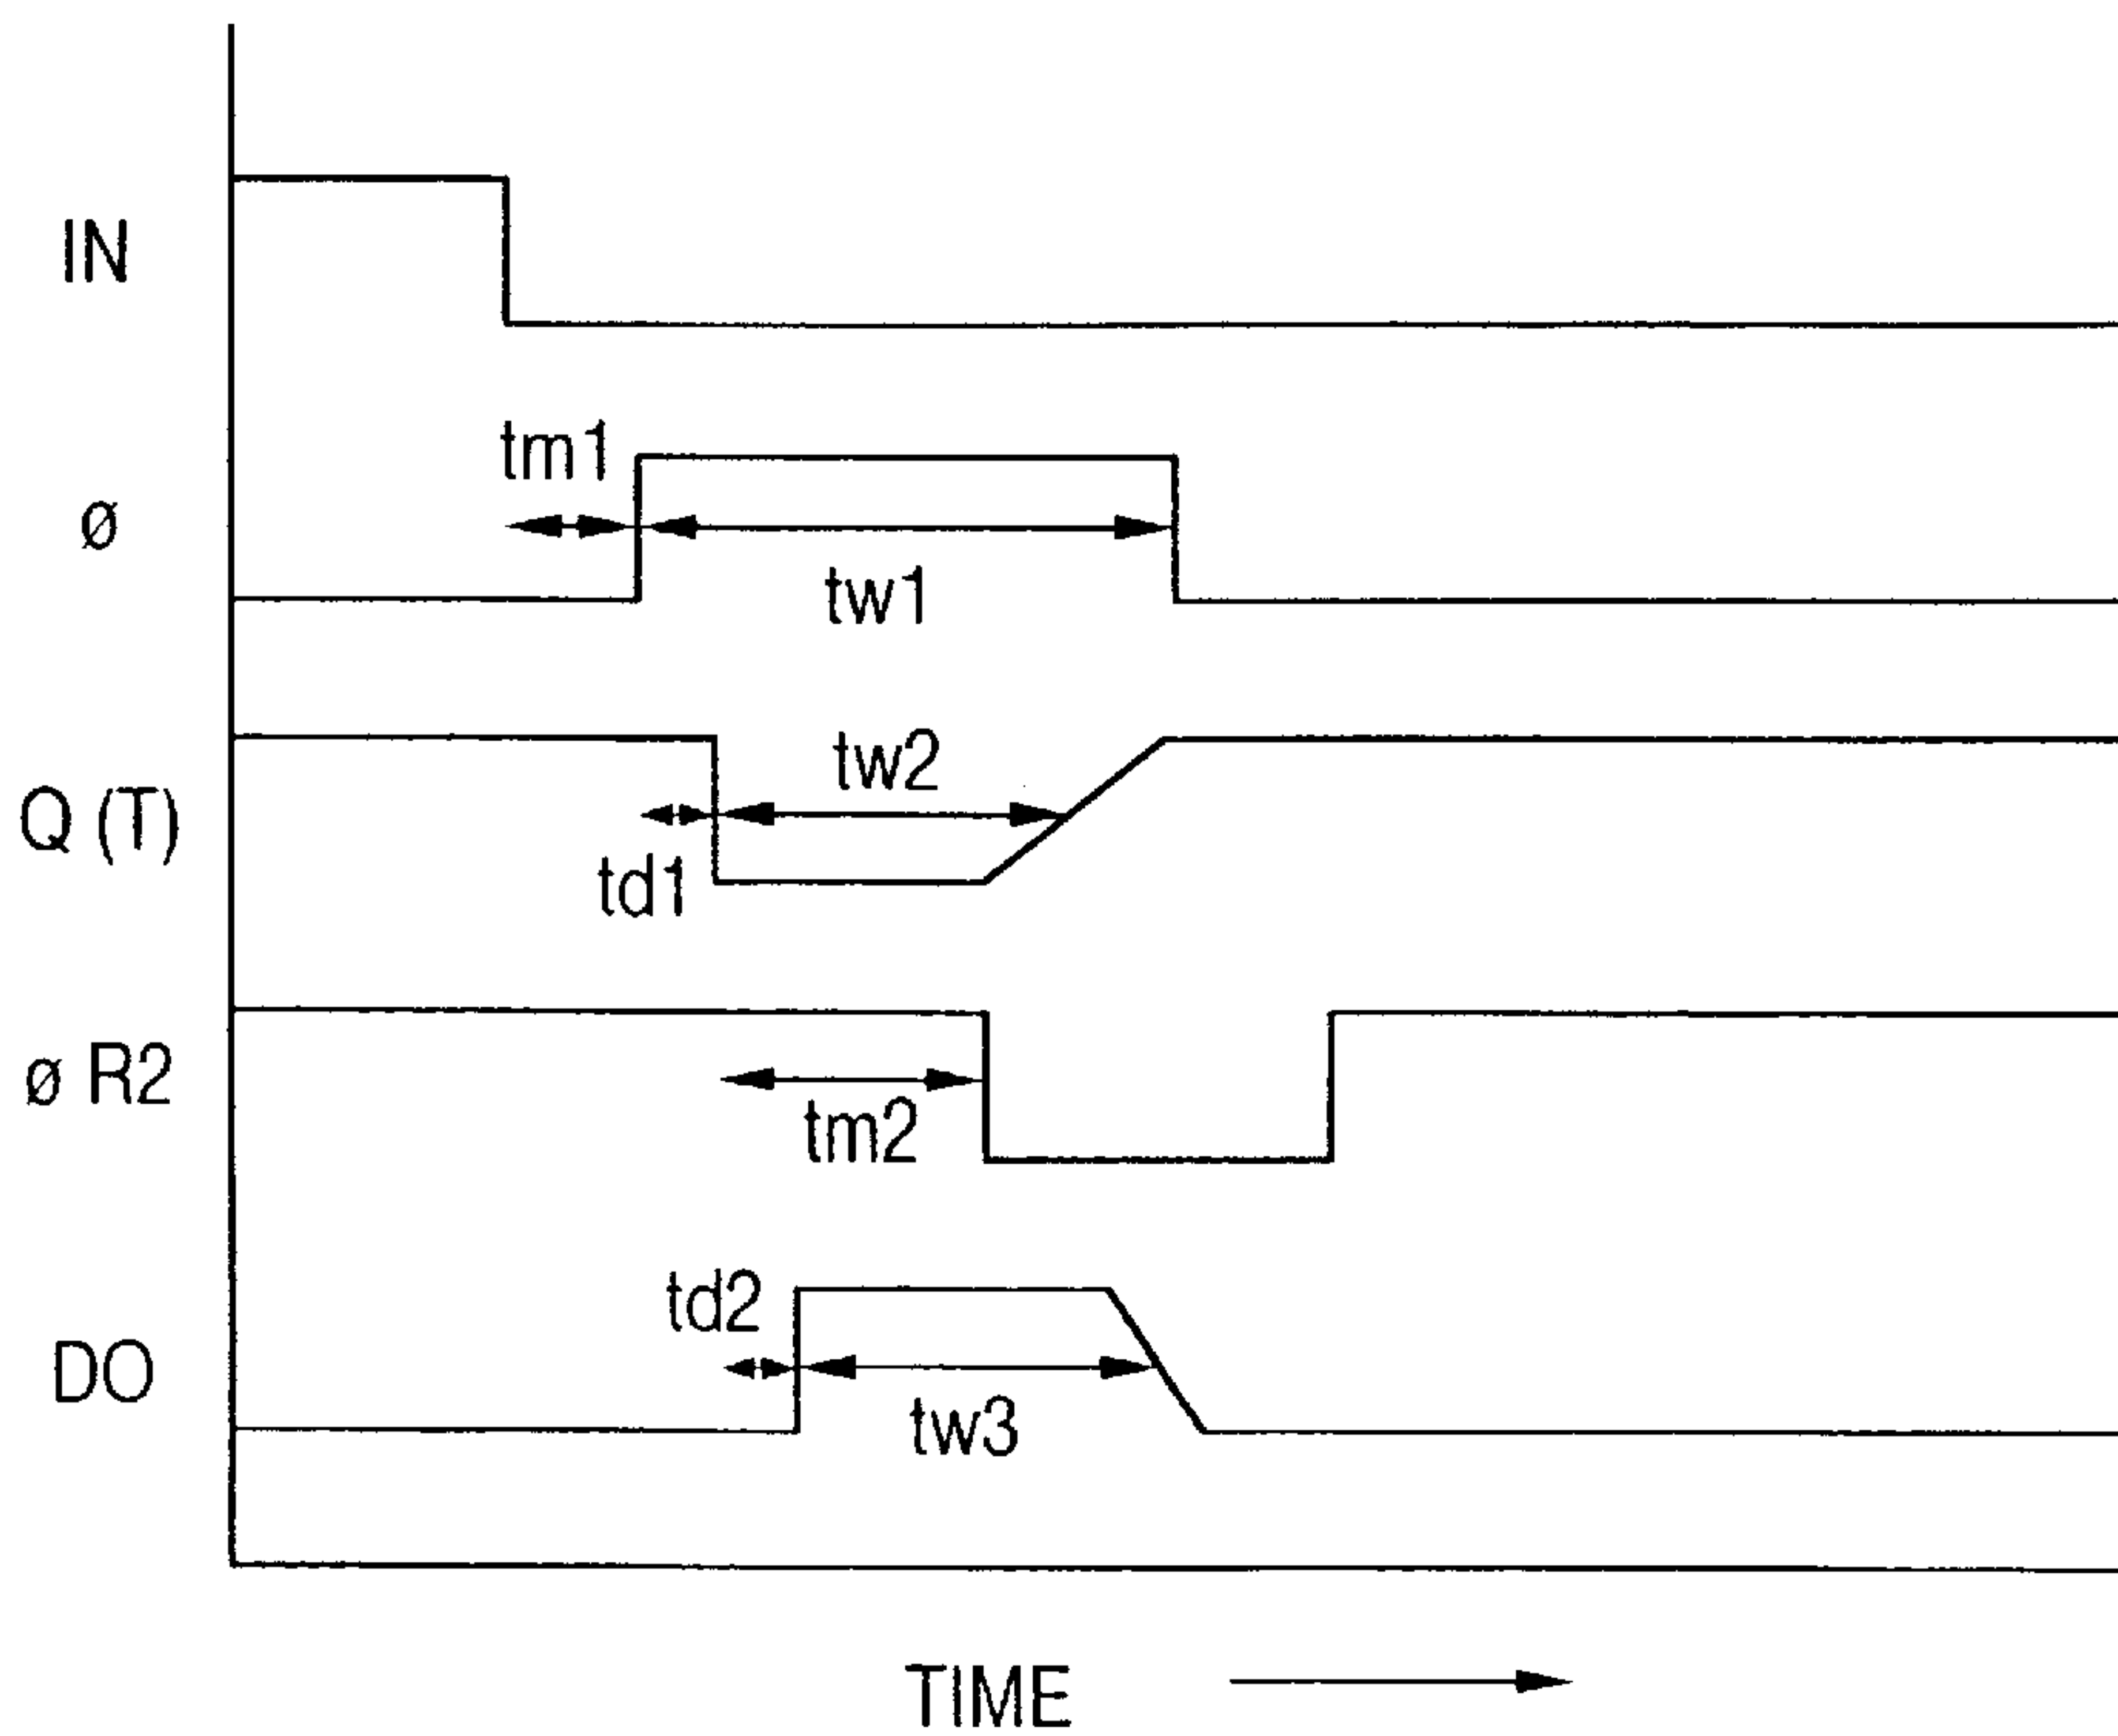 IN
tm1
ø
tw1
tw2
Q (T)
td1
ø R2
tm2
td2
DO
tw3
TIME